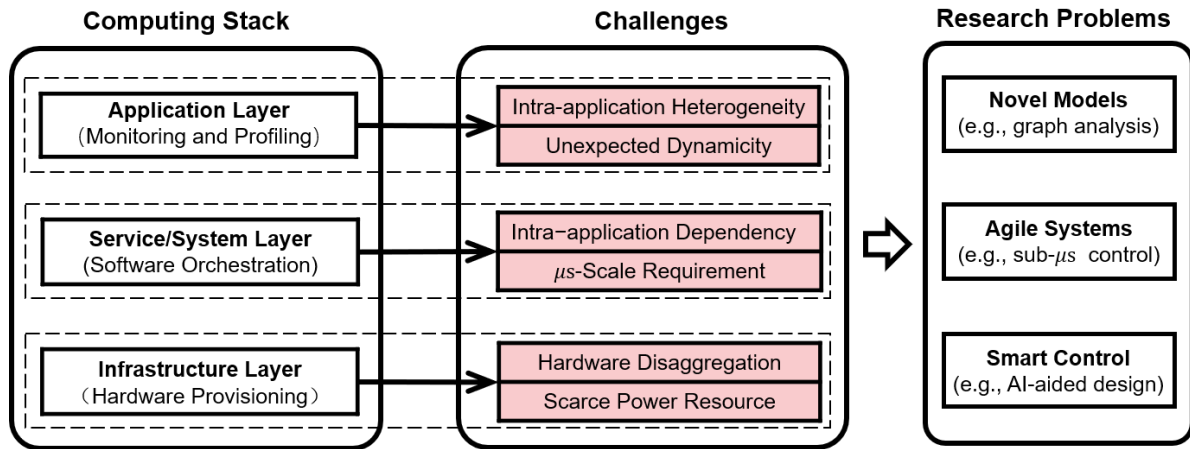 Computing Stack
Application Layer
（Monitoring and Profiling）
Service/System Layer
(Software Orchestration)
Infrastructure Layer
（Hardware Provisioning）
Challenges
Intra-application Heterogeneity
Unexpected Dynamicity
Intra−application Dependency
μs-Scale Requirement
Hardware Disaggregation
Scarce Power Resource
Research Problems
Novel Models
(e.g., graph analysis)
Agile Systems
(e.g., sub-μs control)
Smart Control
(e.g., AI-aided design)